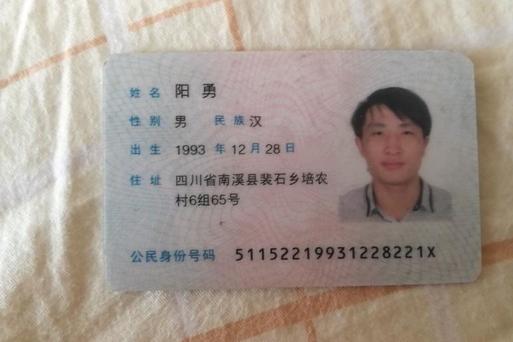 姓名 阳勇
性别 男 民族 汉
出生 1993 年 12 月 28 日
住址 四川省南溪县裴石乡培农
村6组65号
公民身份号码 51152219931228221X